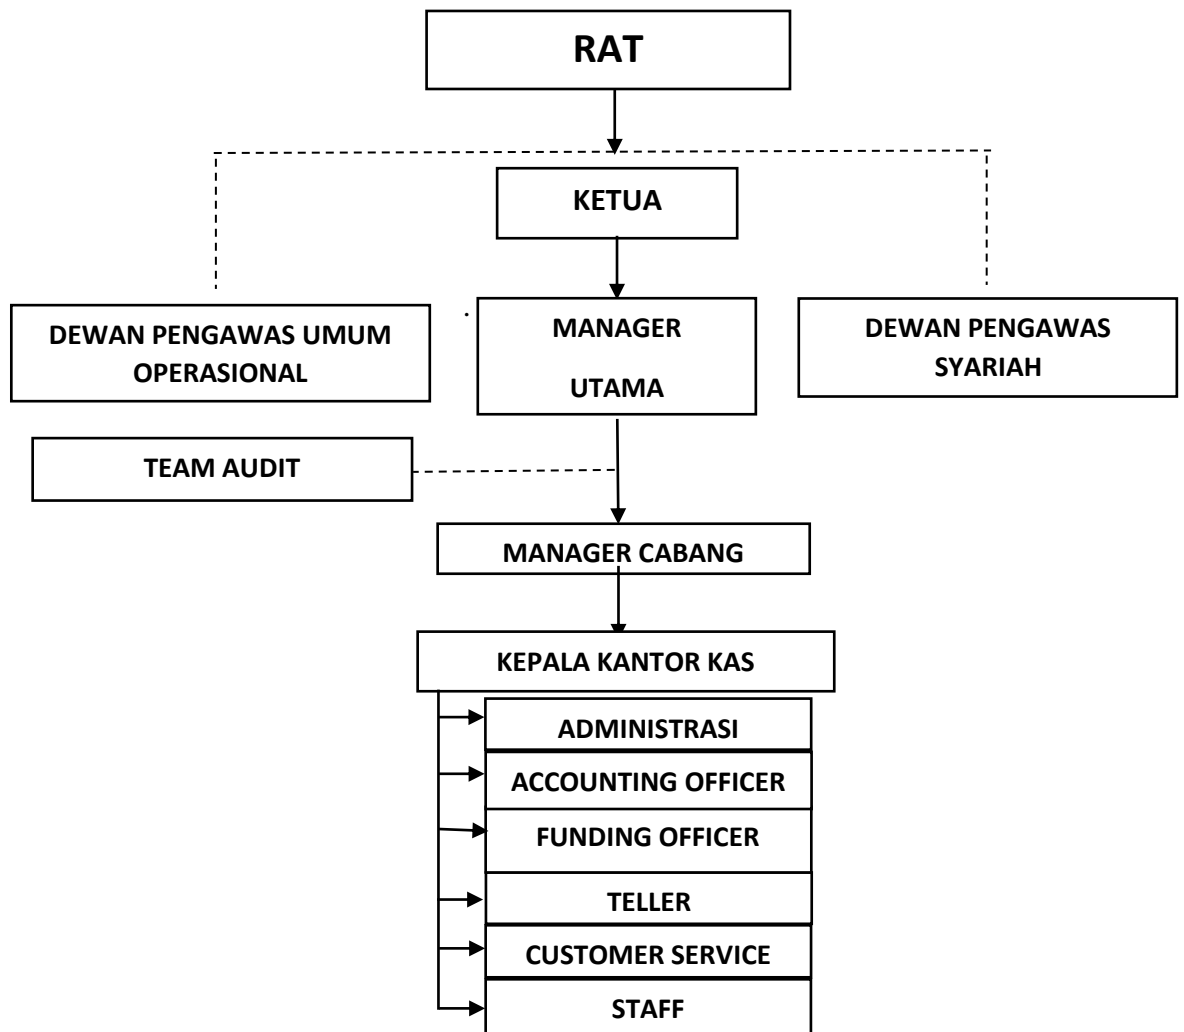 RAT
KETUA
DEWAN PENGAWAS UMUM
OPERASIONAL
.
MANAGER
UTAMA
DEWAN PENGAWAS
SYARIAH
TEAM AUDIT
MANAGER CABANG
KEPALA KANTOR KAS
ADMINISTRASI
ACCOUNTING OFFICER
FUNDING OFFICER
TELLER
CUSTOMER SERVICE
STAFF